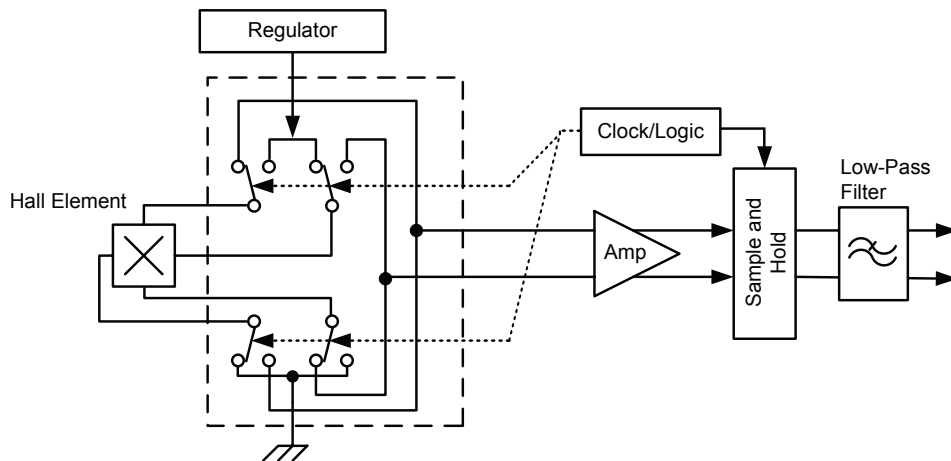 Regulator
Clock/Logic
Low-Pass
Filter
Hall Element
Amp
Sample and
Hold